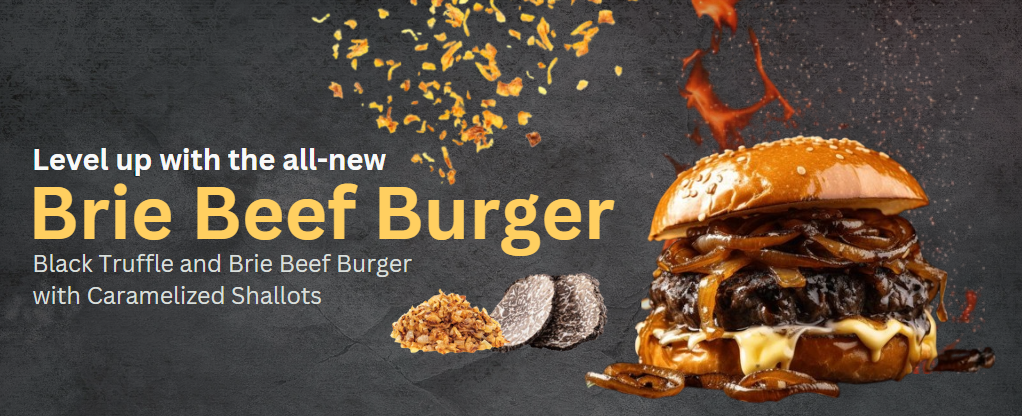 Level up with the all-new
Brie Beef Burger
Black Truffle and Brie Beef Burger
with Caramelized Shallots